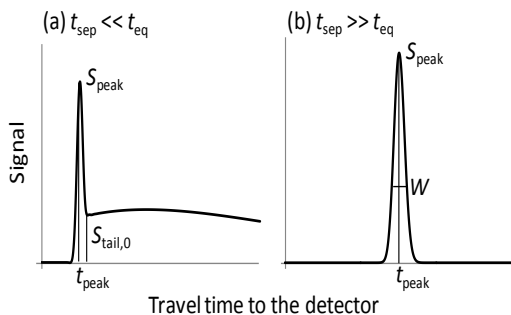 (a) t_sep << t_eq
(b) t_sep >> t_eq
S_peak
S_peak
Signal
W
S_tail,0
t_peak
t_peak
Travel time to the detector